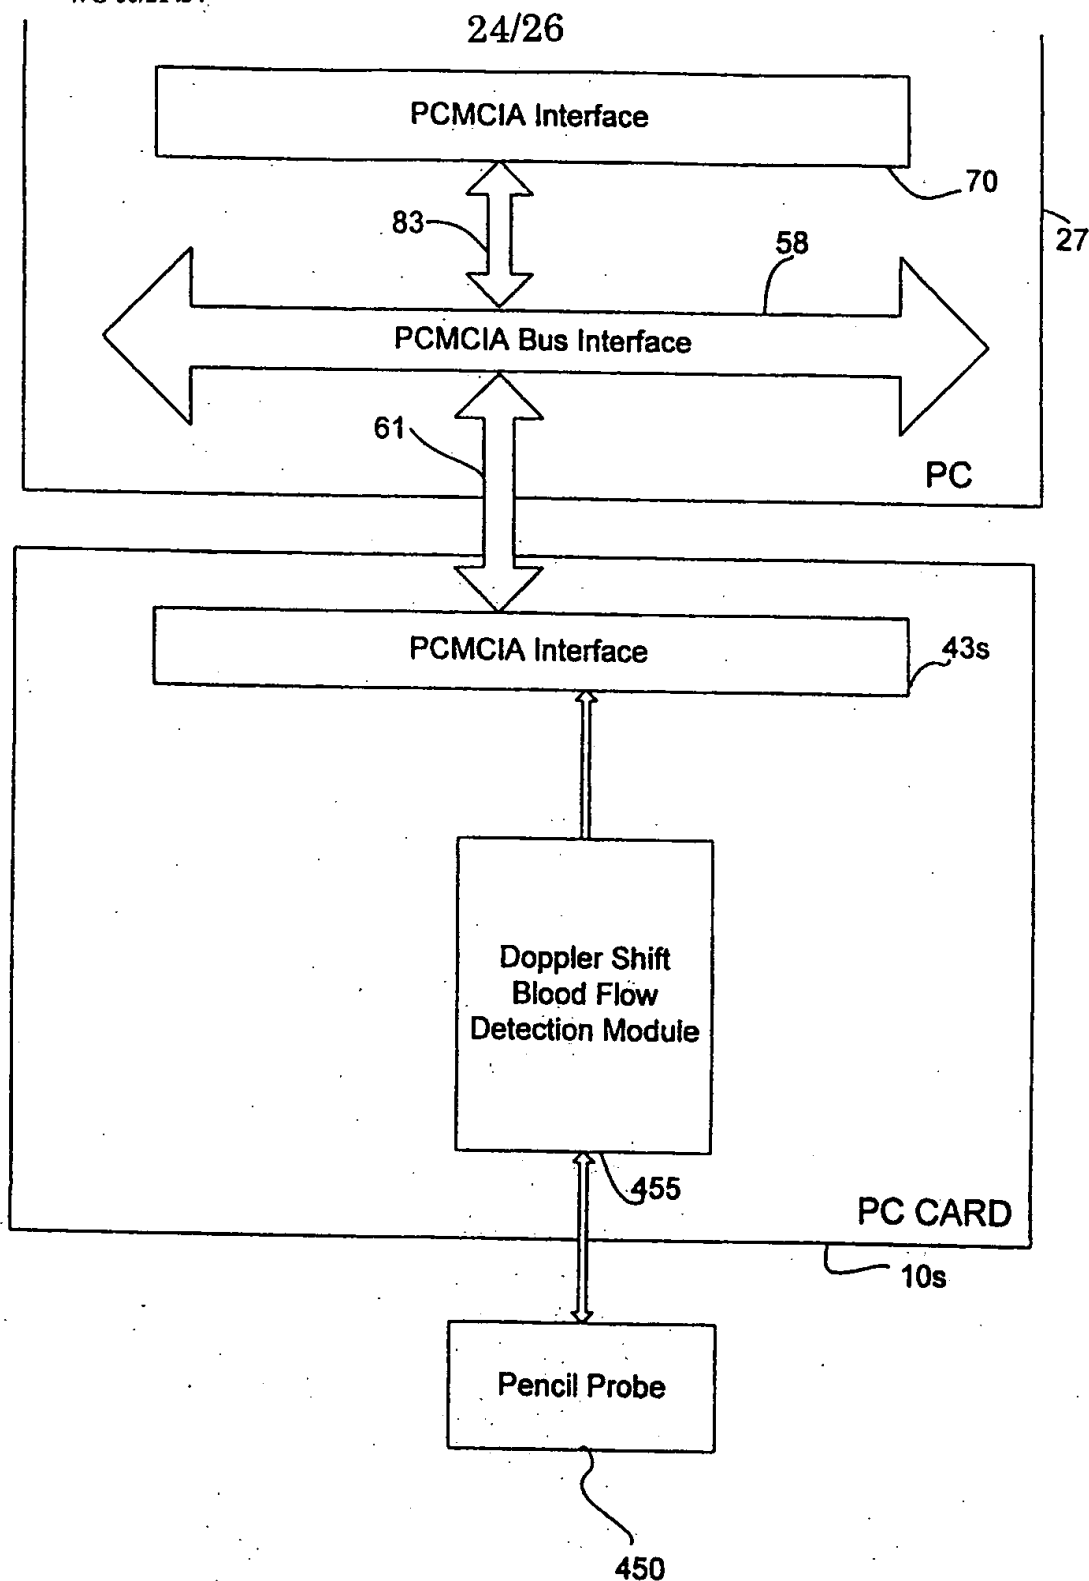 24/26
PCMCIA Interface
70
83
27
58
PCMCIA Bus Interface
61
PC
PCMCIA Interface
43s
Doppler Shift
Blood Flow
Detection Module
455
PC CARD
10s
Pencil Probe
450